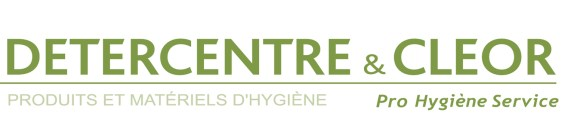 DETERCENTRE & CLEOR
PRODUITS ET MATÉRIELS D'HYGIÈNE Pro Hygiène Service